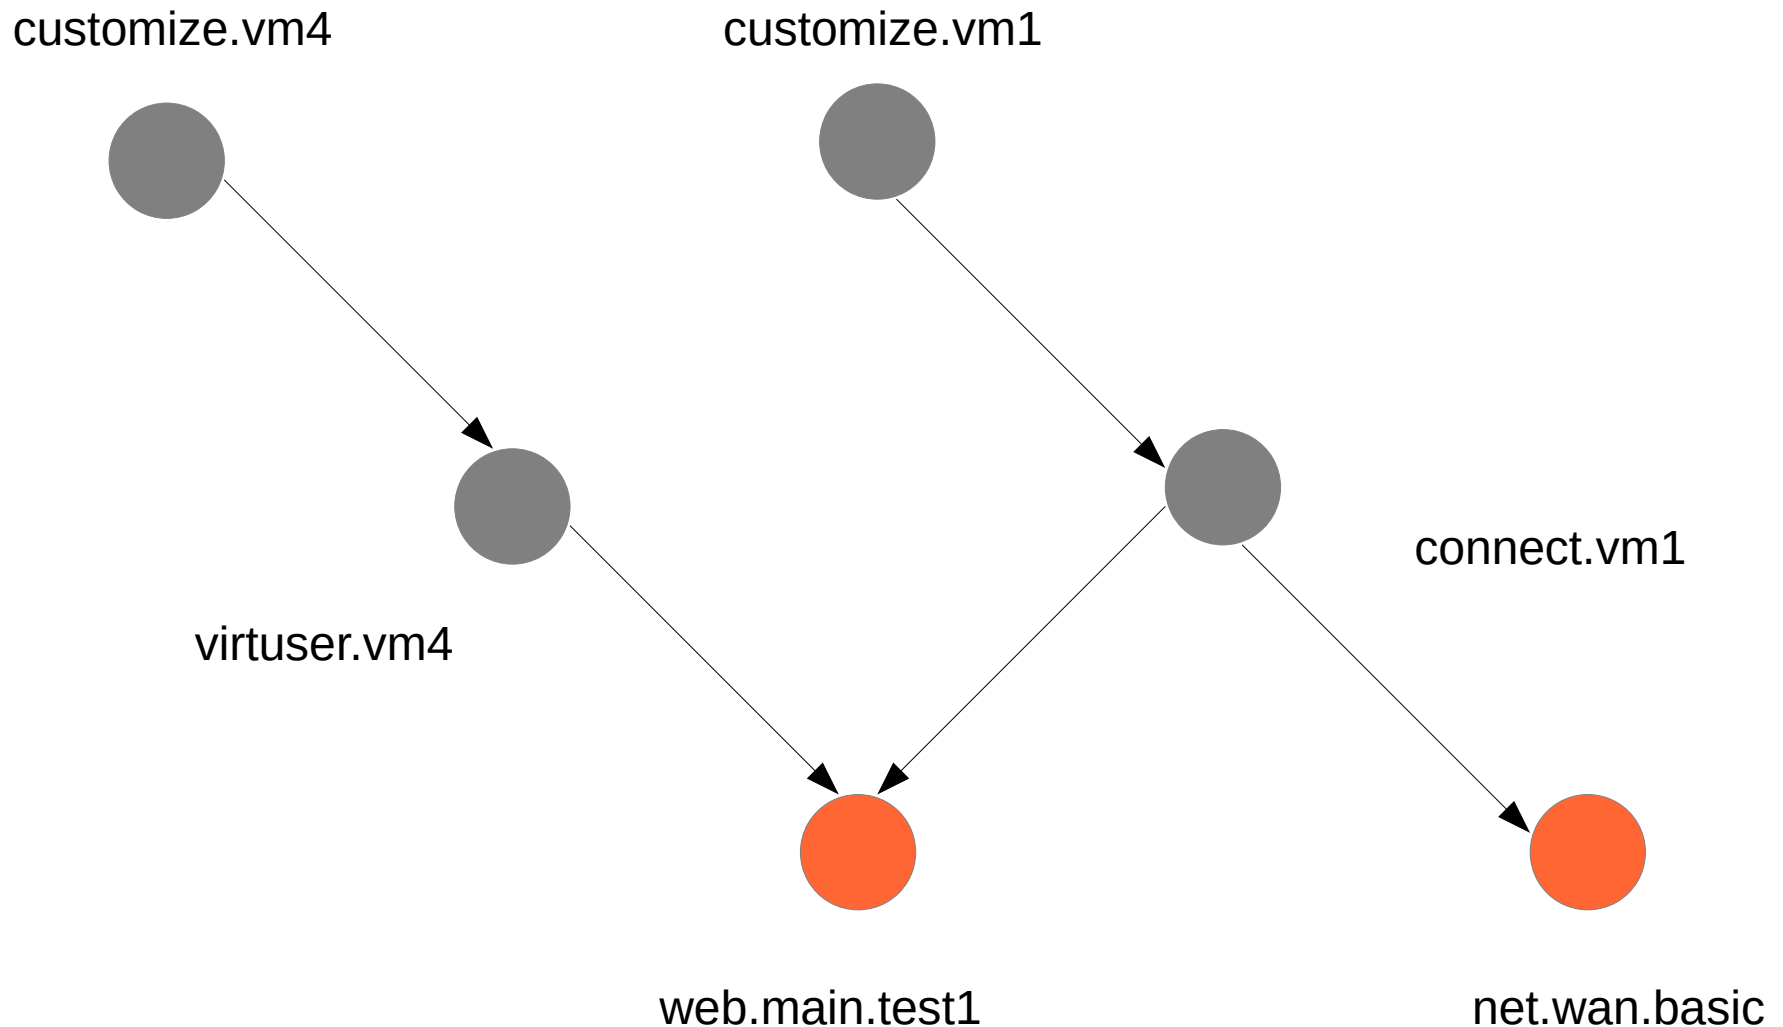 customize.vm4
customize.vm1
connect.vm1
virtuser.vm4
web.main.test1
net.wan.basic